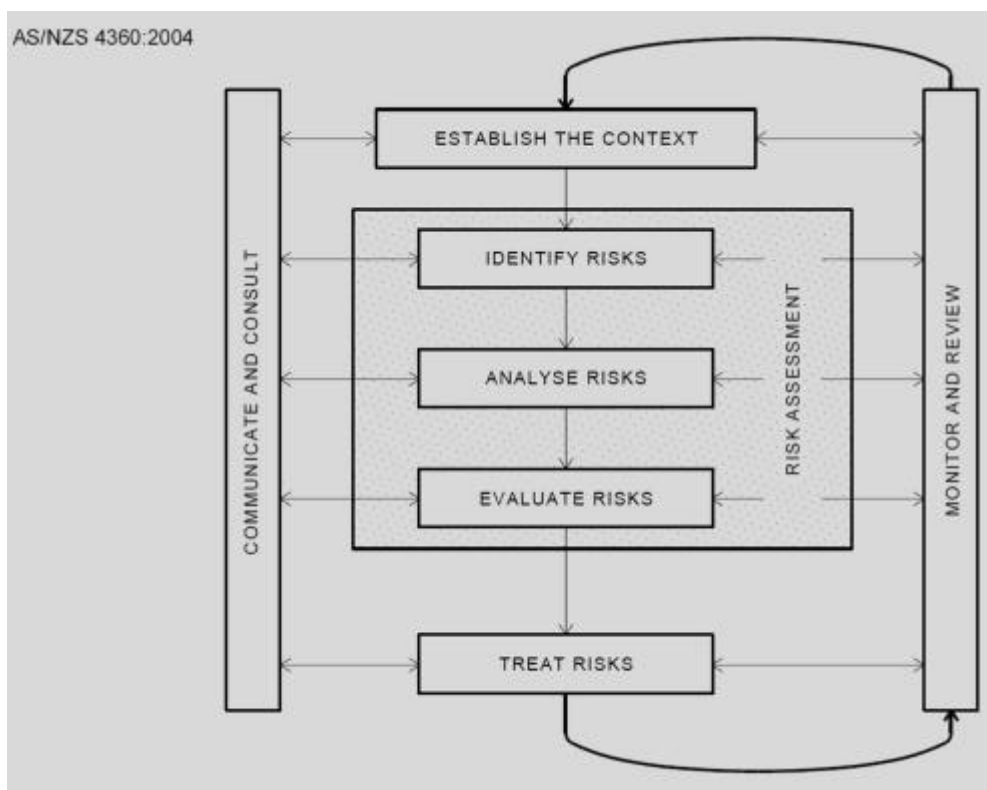 AS/NZS 4360:2004
ESTABLISH THE CONTEXT
COMMUNICATE AND CONSULT
IDENTIFY RISKS
ANALYSE RISKS
EVALUATE RISKS
RISK ASSESSMENT
MONITOR AND REVIEW
TREAT RISKS